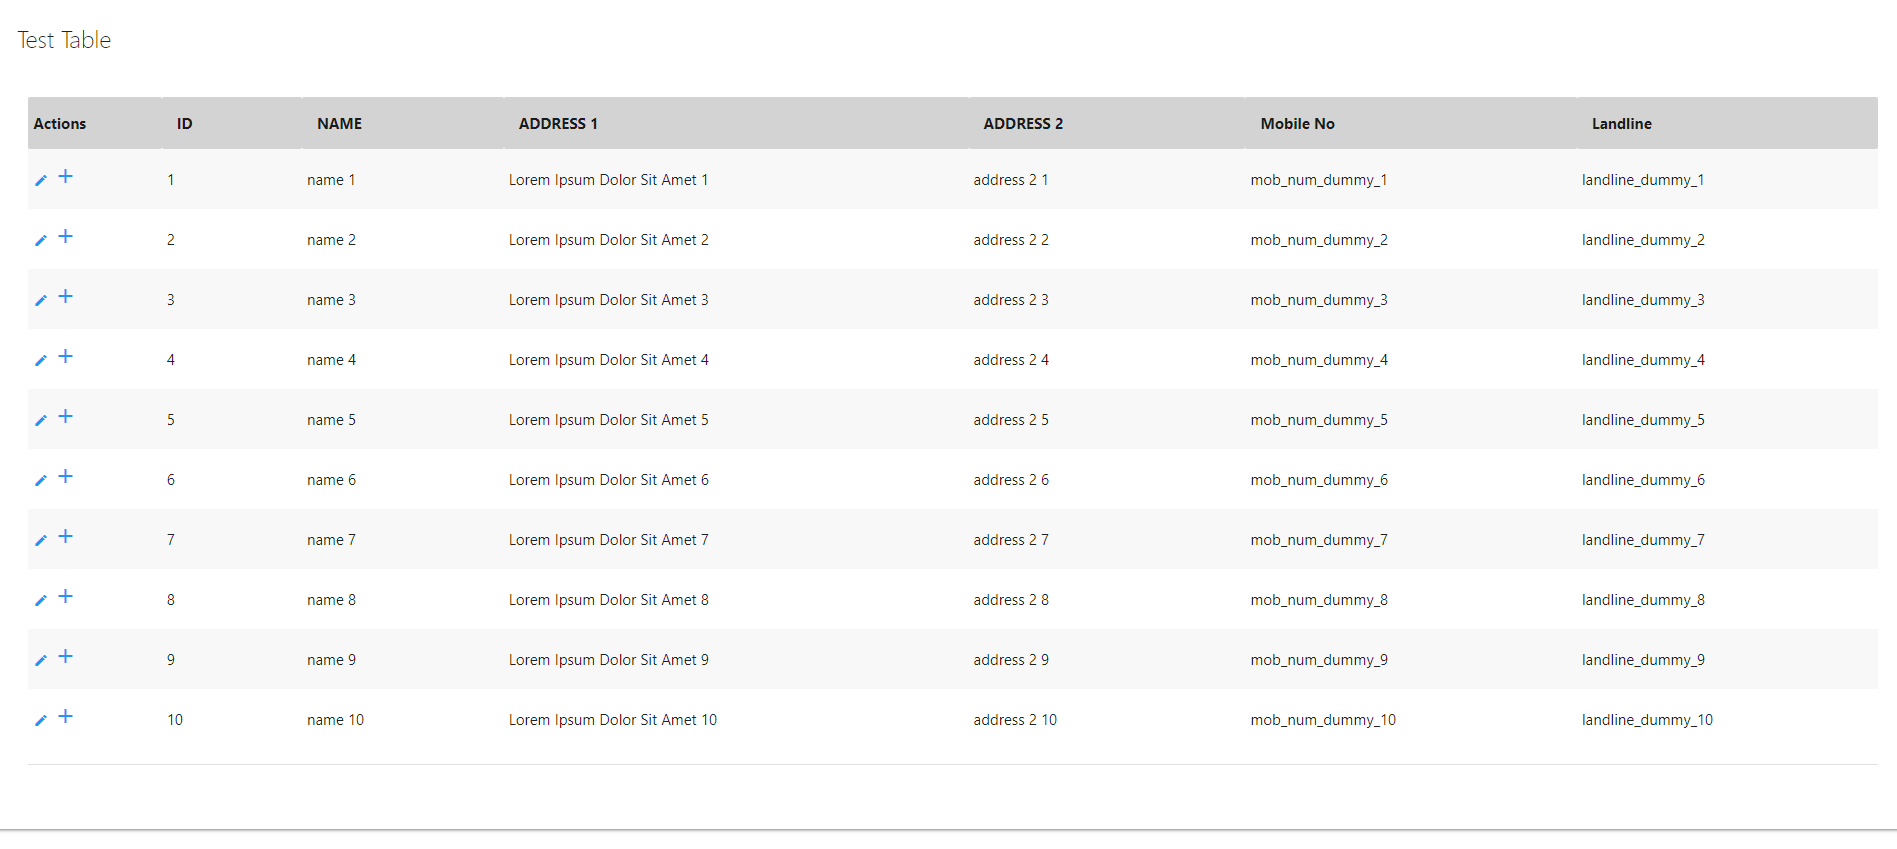 Test Table
Actions ID NAME ADDRESS 1 ADDRESS 2 Mobile No Landline
1 name 1 Lorem Ipsum Dolor Sit Amet 1 address 2 1 mob_num_dummy_1 landline_dummy_1
2 name 2 Lorem Ipsum Dolor Sit Amet 2 address 2 2 mob_num_dummy_2 landline_dummy_2
3 name 3 Lorem Ipsum Dolor Sit Amet 3 address 2 3 mob_num_dummy_3 landline_dummy_3
4 name 4 Lorem Ipsum Dolor Sit Amet 4 address 2 4 mob_num_dummy_4 landline_dummy_4
5 name 5 Lorem Ipsum Dolor Sit Amet 5 address 2 5 mob_num_dummy_5 landline_dummy_5
6 name 6 Lorem Ipsum Dolor Sit Amet 6 address 2 6 mob_num_dummy_6 landline_dummy_6
7 name 7 Lorem Ipsum Dolor Sit Amet 7 address 2 7 mob_num_dummy_7 landline_dummy_7
8 name 8 Lorem Ipsum Dolor Sit Amet 8 address 2 8 mob_num_dummy_8 landline_dummy_8
9 name 9 Lorem Ipsum Dolor Sit Amet 9 address 2 9 mob_num_dummy_9 landline_dummy_9
10 name 10 Lorem Ipsum Dolor Sit Amet 10 address 2 10 mob_num_dummy_10 landline_dummy_10